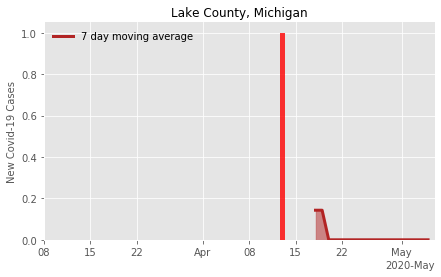 Lake County, Michigan
7 day moving average
New Covid-19 Cases
1.0
0.8
0.6
0.4
0.2
0.0
08 15 22 Apr 08 15 22 May
2020-May